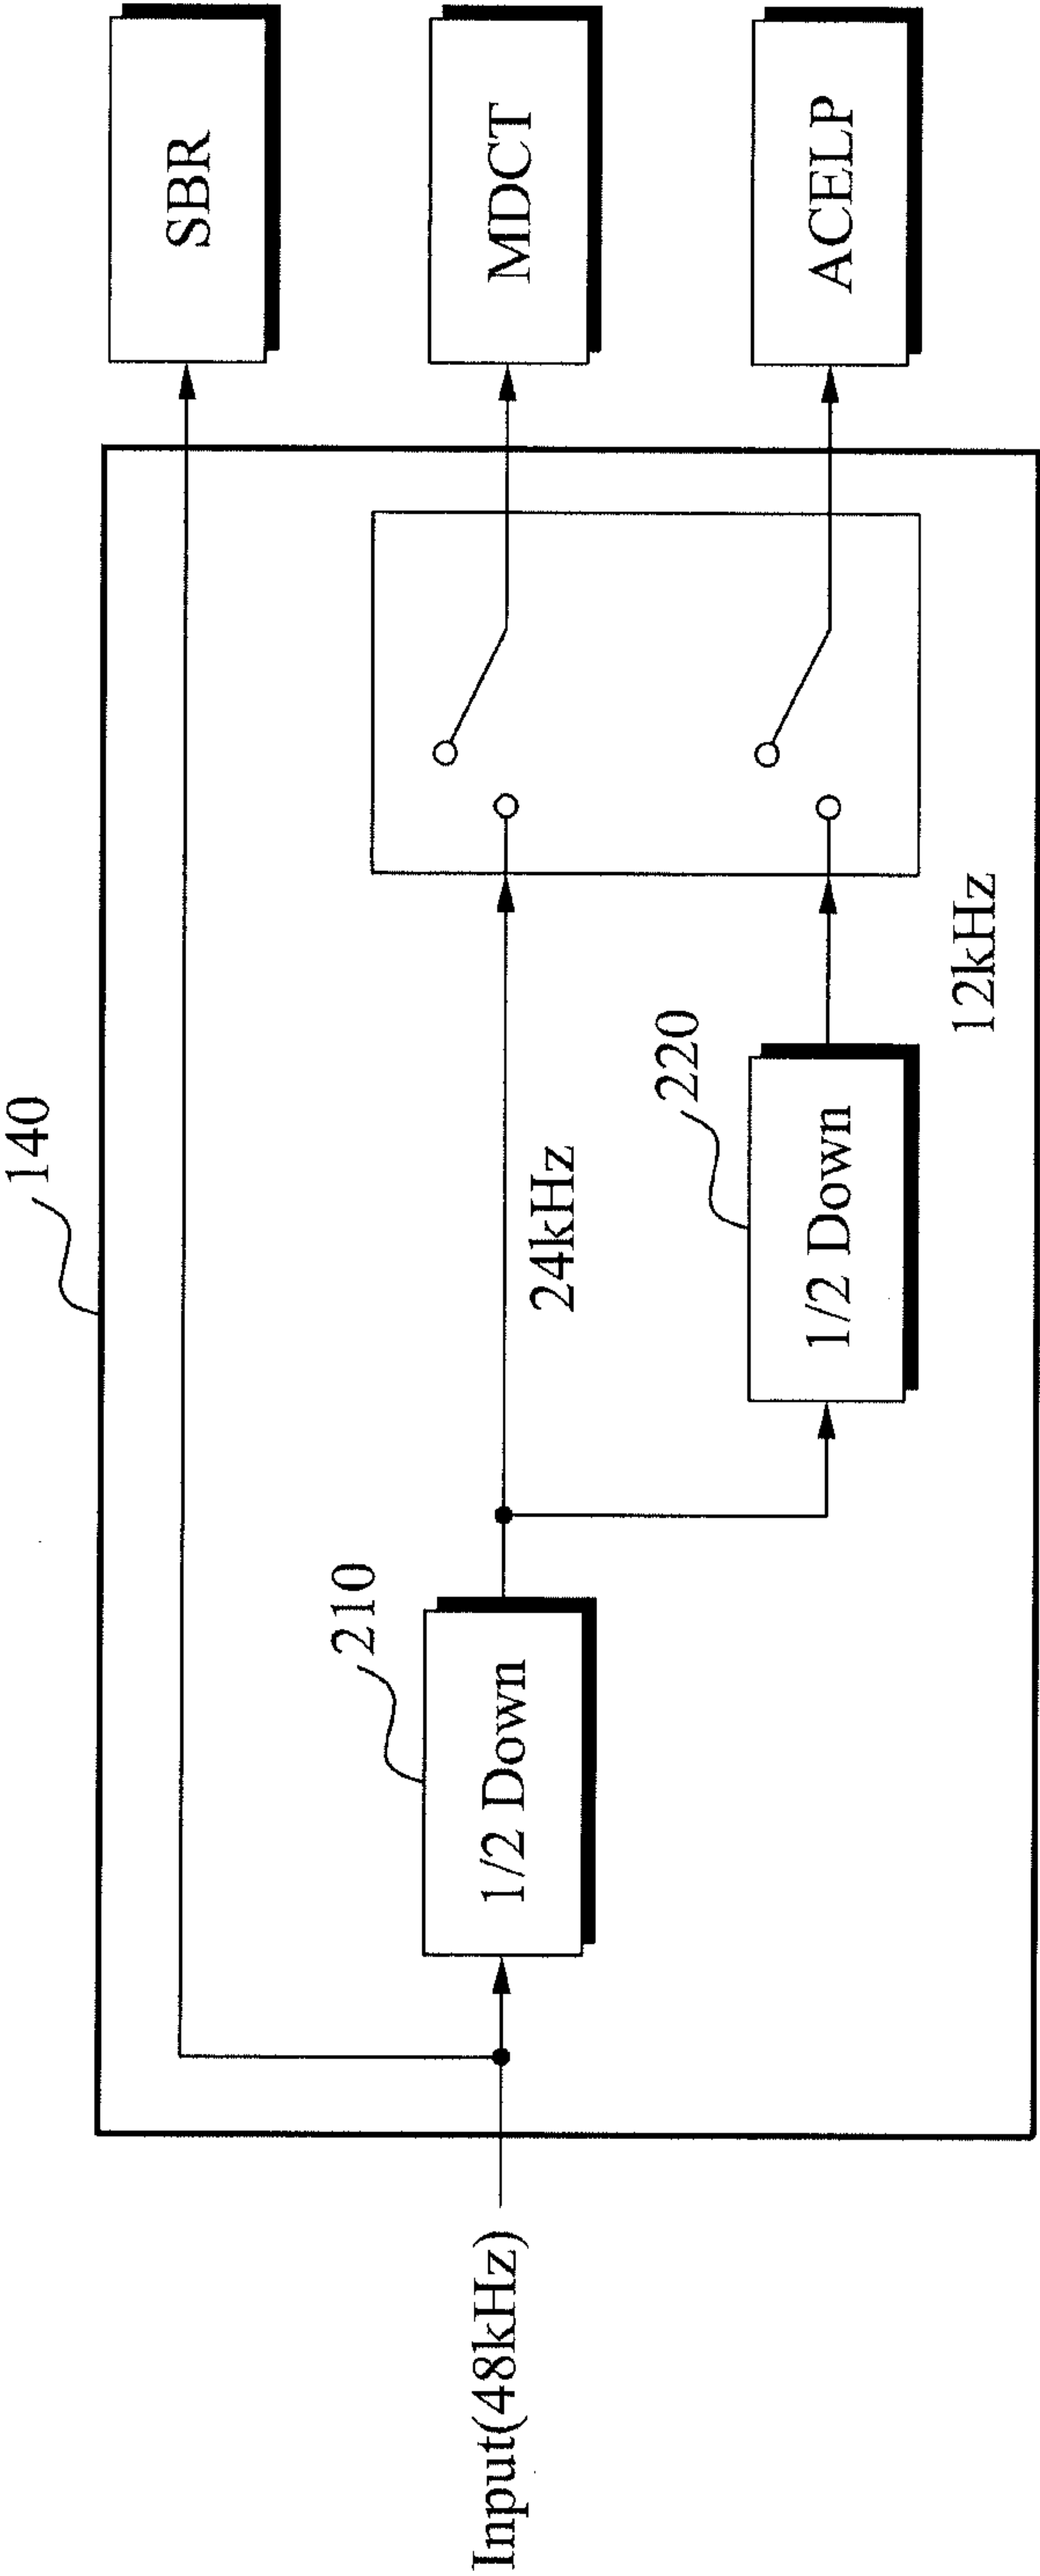 140
SBR
210
Input(48kHz)
1/2 Down
24kHz
MDCT
220
1/2 Down
ACELP
12kHz